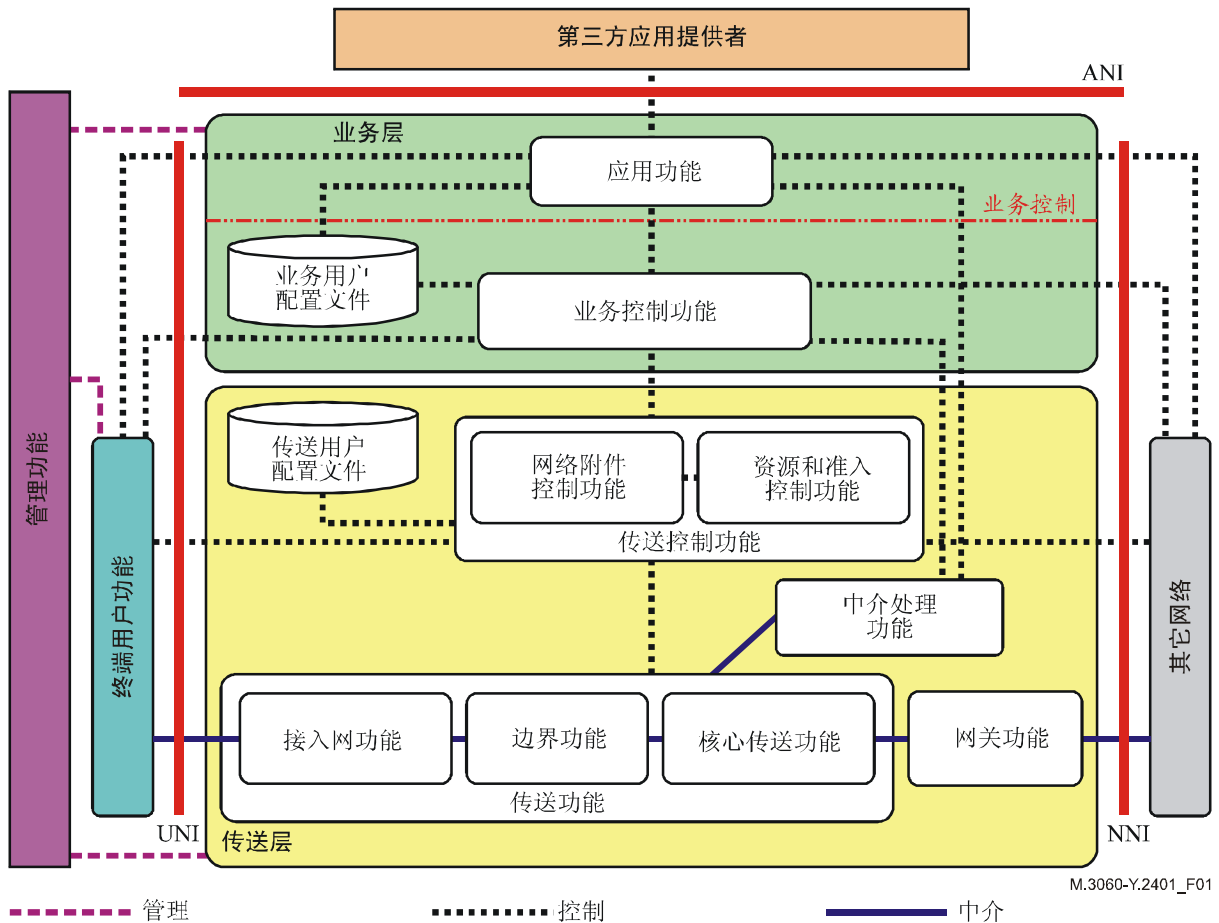 第三方应用提供者
ANI
业务层
应用功能
业务控制
业务用户
配置文件
业务控制功能
管理功能
终端用户功能
其它网络
传送用户
配置文件
网络附件
控制功能
资源和准入
控制功能
传送控制功能
中介处理
功能
接入网功能
边界功能
核心传送功能
网关功能
传送功能
UNI
传送层
NNI
M.3060-Y.2401_F01
管理
控制
中介